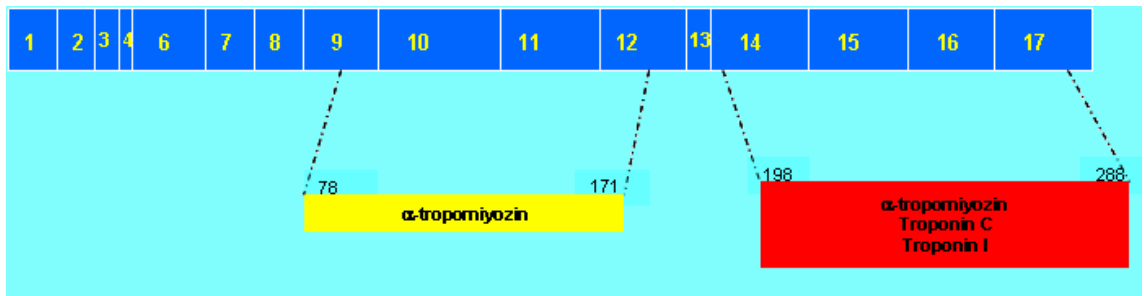 1 2 3 4 6 7 8 9 10 11 12 13 14 15 16 17
78 171 198 288
α-tropomiyozin
α-tropomiyozin
Troponin C
Troponin I